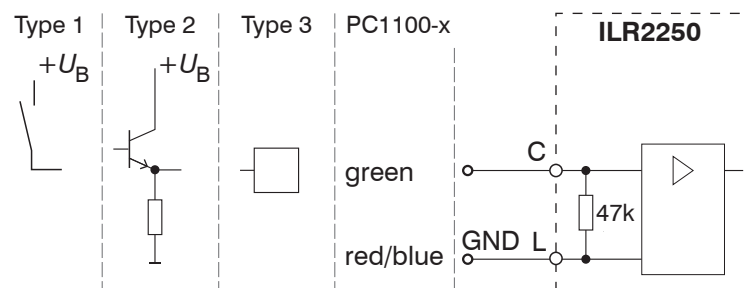 Type 1 Type 2 Type 3 PC1100-x ILR2250
+UB +UB
C
green
47k
GND L
red/blue